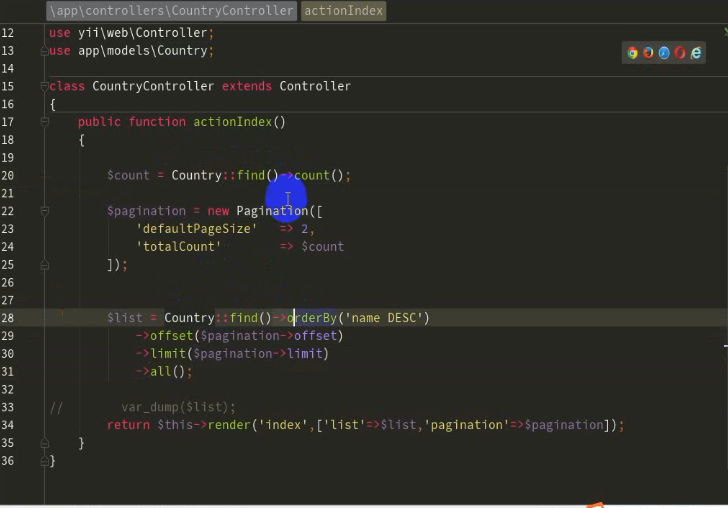 \app\controllers\CountryController actionIndex
12 use yii\web\Controller;
13 use app\models\Country;
14
15 class CountryController extends Controller
16 {
17     public function actionIndex()
18     {
19
20         $count = Country::find()->count();
21
22         $pagination = new Pagination([
23             'defaultPageSize'   => 2,
24             'totalCount'        => $count
25         ]);
26
27
28         $list = Country::find()->orderBy('name DESC')
29             ->offset($pagination->offset)
30             ->limit($pagination->limit)
31             ->all();
32
33 //        var_dump($list);
34         return $this->render('index',['list'=>$list,'pagination'=>$pagination]);
35     }
36 }